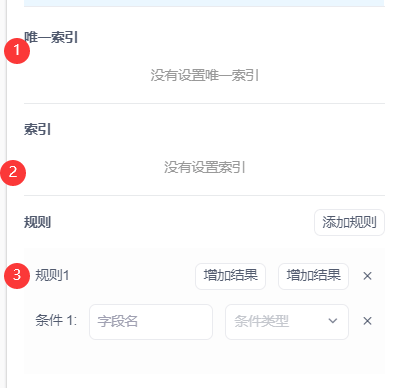 唯一索引
1
没有设置唯一索引
索引
没有设置索引
2
规则 添加规则
3 规则1 增加结果 增加结果 ×
条件 1: 字段名 条件类型 ×